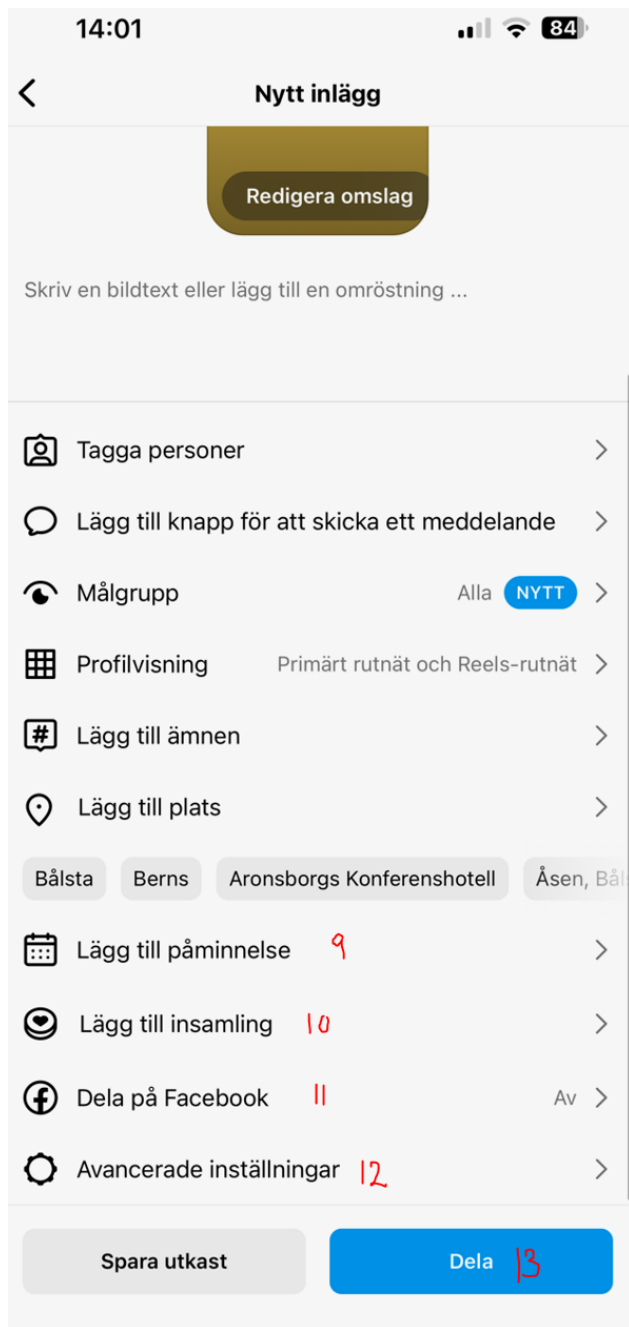 14:01
84
Nytt inlägg
Redigera omslag
Skriv en bildtext eller lägg till en omröstning ...
Tagga personer
Lägg till knapp för att skicka ett meddelande
Målgrupp Alla NYTT
Profilvisning Primärt rutnät och Reels-rutnät
# Lägg till ämnen
Lägg till plats
Bålsta Berns Aronsborgs Konferenshotell Åsen, Bål
Lägg till påminnelse 9
Lägg till insamling 10
Dela på Facebook 11 Av
Avancerade inställningar 12
Spara utkast Dela 13